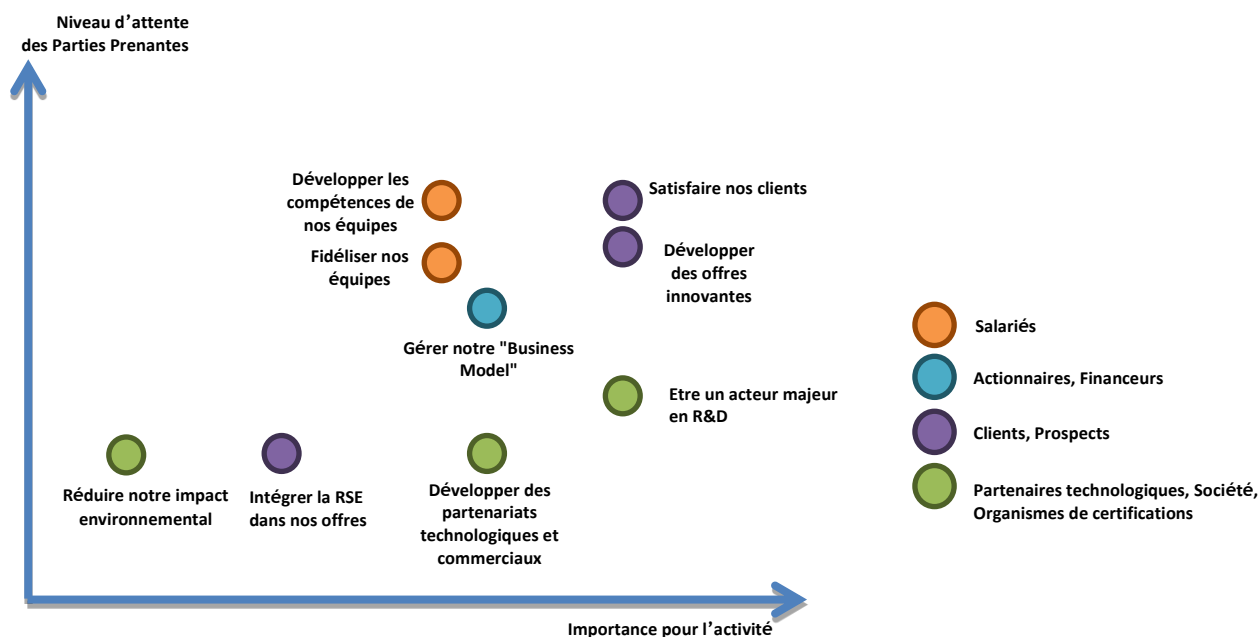 Niveau d'attente
des Parties Prenantes
Développer les
compétences de
nos équipes
Satisfaire nos clients
Fidéliser nos
équipes
Développer
des offres
innovantes
Gérer notre "Business
Model"
Etre un acteur majeur
en R&D
Réduire notre impact
environnemental
Intégrer la RSE
dans nos offres
Développer des
partenariats
technologiques et
commerciaux
Importance pour l'activité
Salariés
Actionnaires, Financeurs
Clients, Prospects
Partenaires technologiques, Société,
Organismes de certifications